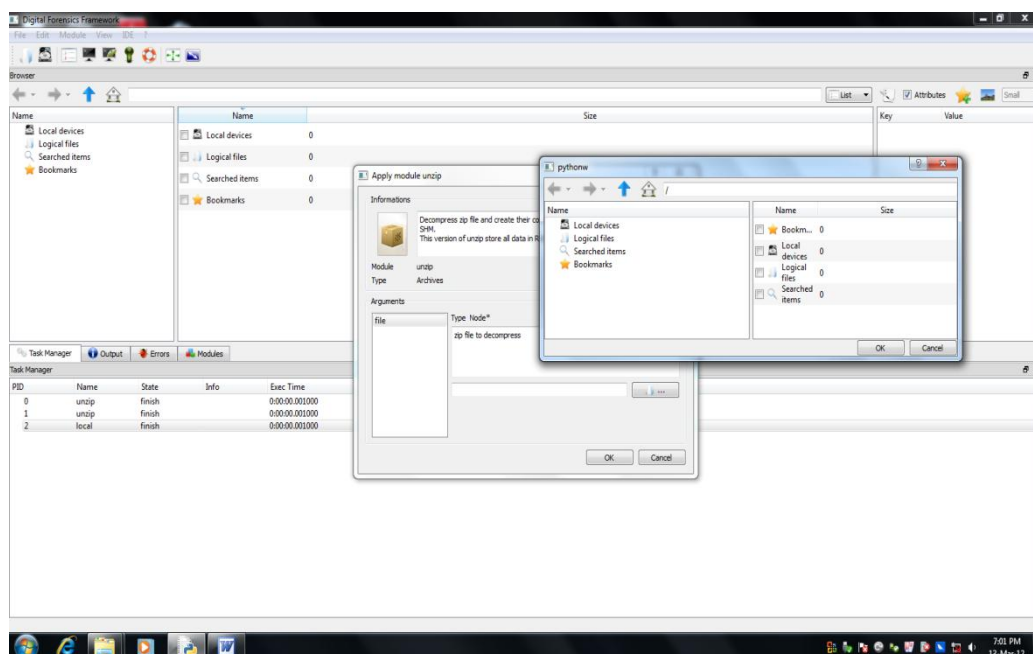 Digital Forensics Framework
File Edit Module View IDE ?
Browser
List Attributes Small
Name
Local devices
Logical files
Searched items
Bookmarks
Name Size
Local devices 0
Logical files 0
Searched items 0
Bookmarks 0
Key Value
Apply module unzip
Informations
Decompress zip file and create their
SHM.
This version of unzip store all data in
Module unzip
Type Archives
Arguments
file
Type Node*
zip file to decompress
...
OK Cancel
pythonw
/
Name
Local devices
Logical files
Searched items
Bookmarks
Name Size
Bookm... 0
Local devices 0
Logical files 0
Searched items 0
OK Cancel
Task Manager Output Errors Modules
Task Manager
PID Name State Info Exec Time
0 unzip finish 0:00:00.001000
1 unzip finish 0:00:00.001000
2 local finish 0:00:00.001000
7:01 PM